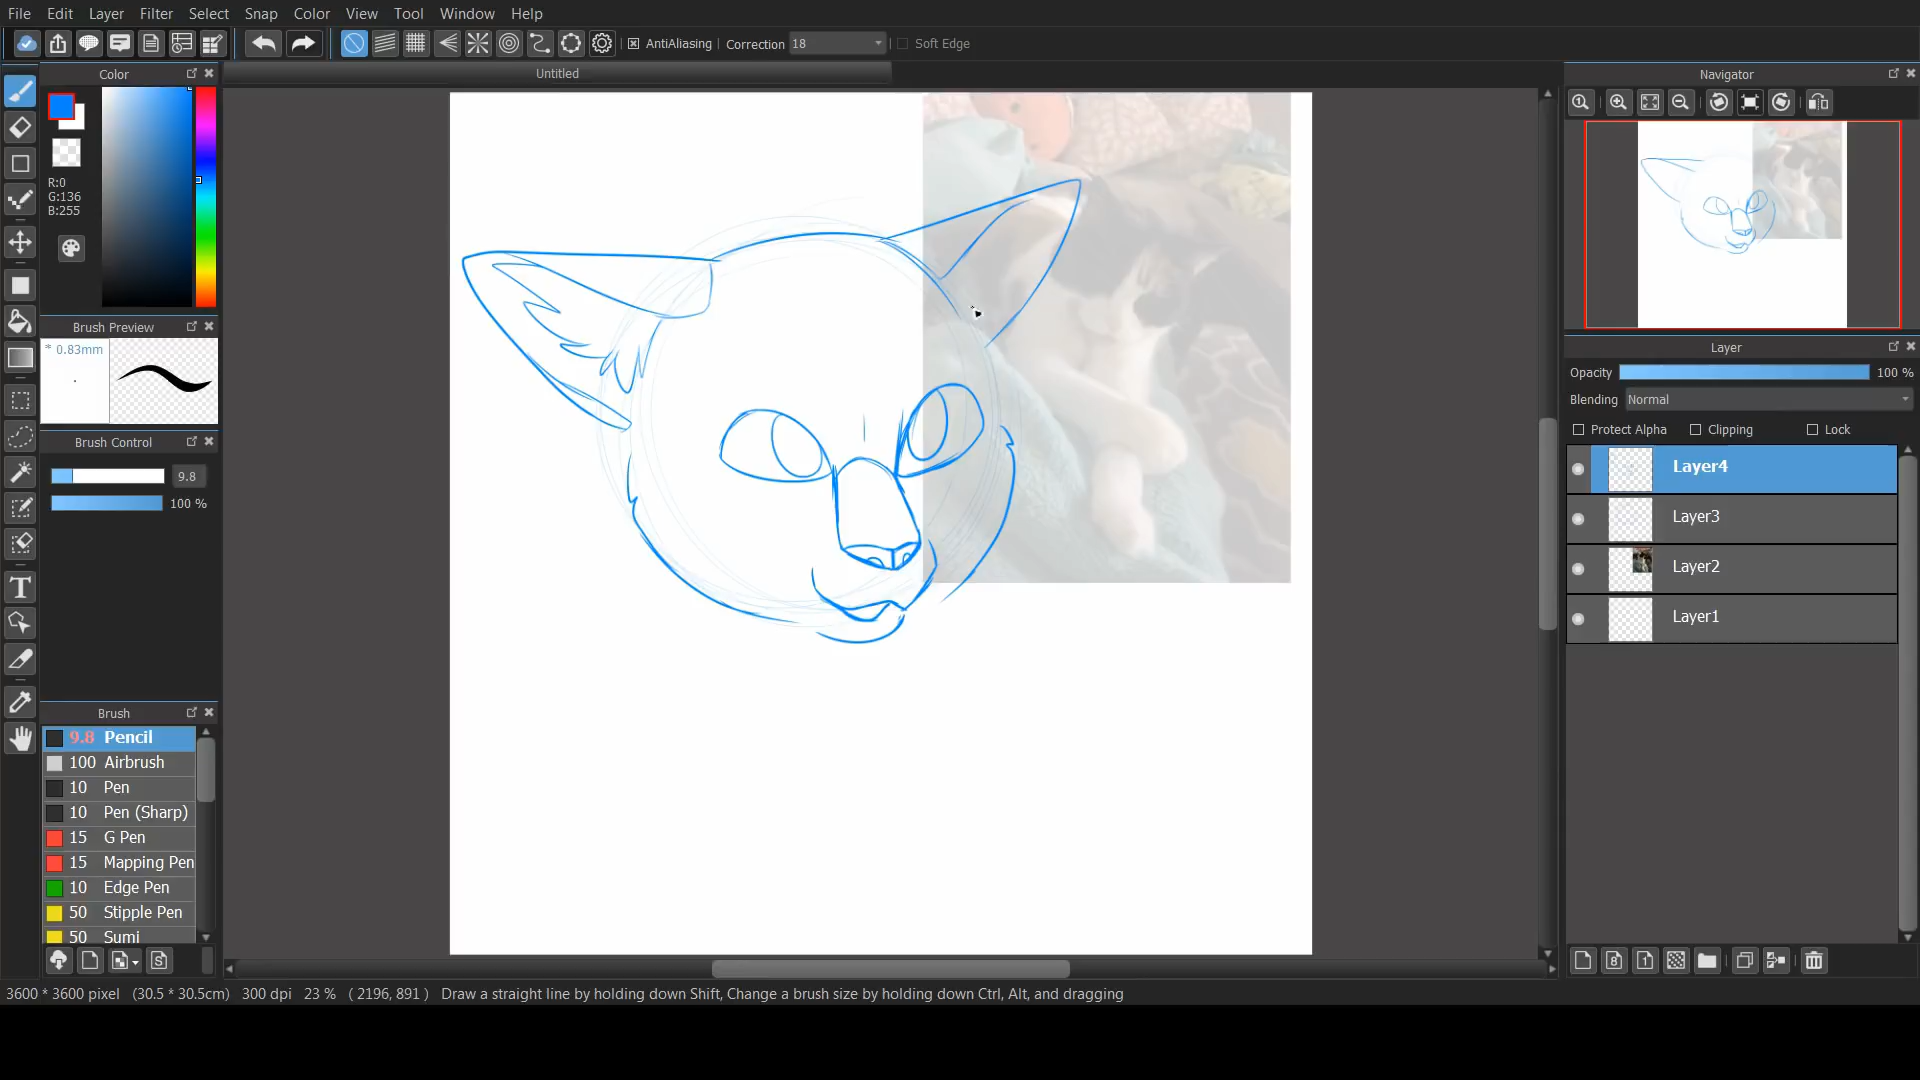 File Edit Layer Filter Select Snap Color View Tool Window Help
AntiAliasing Correction 18 Soft Edge
Color
Untitled
Navigator
R:0
G:136
B:255
Brush Preview
* 0.83mm
Brush Control
9.8
100 %
Layer
Opacity 100 %
Blending Normal
Protect Alpha Clipping Lock
Layer4
Layer3
Layer2
Layer1
Brush
9.8 Pencil
100 Airbrush
10 Pen
10 Pen (Sharp)
15 G Pen
15 Mapping Pen
10 Edge Pen
50 Stipple Pen
50 Sumi
3600 * 3600 pixel (30.5 * 30.5cm) 300 dpi 23 % ( 2196, 891 ) Draw a straight line by holding down Shift, Change a brush size by holding down Ctrl, Alt, and dragging